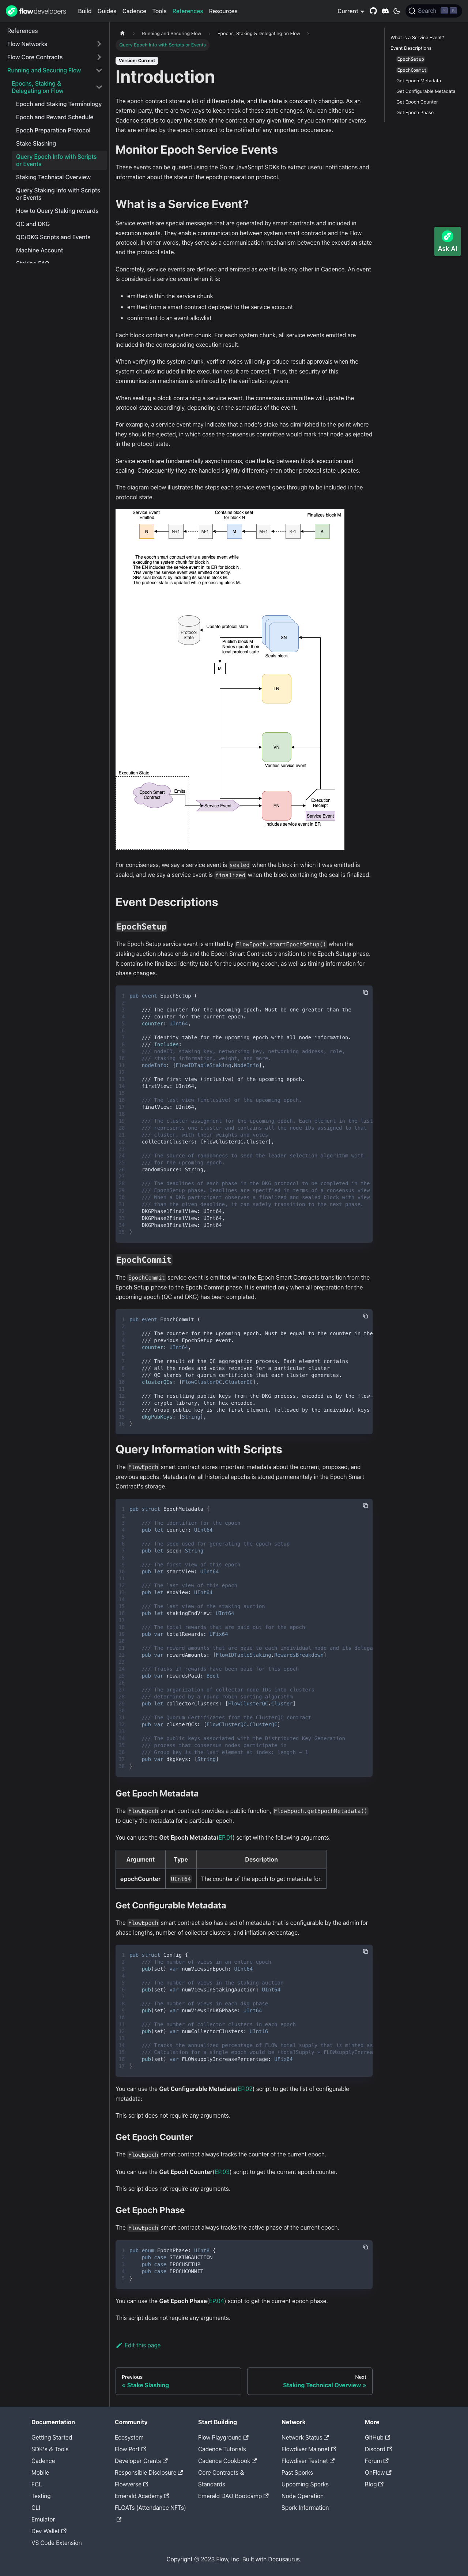 flow developers
Build
Guides
Cadence
Tools
References
Resources
Current
Search
References
Flow Networks
Flow Core Contracts
Running and Securing Flow
Epochs, Staking &
Delegating on Flow
Epoch and Staking Terminology
Epoch and Reward Schedule
Epoch Preparation Protocol
Stake Slashing
Query Epoch Info with Scripts
or Events
Staking Technical Overview
Query Staking Info with Scripts
or Events
How to Query Staking rewards
QC and DKG
QC/DKG Scripts and Events
Machine Account
Staking FAQ
Running and Securing Flow
Epochs, Staking & Delegating on Flow
Query Epoch Info with Scripts or Events
Version: Current
Introduction
The epoch contract stores a lot of different state, and the state is constantly changing. As an
external party, there are two ways to keep track of these state changes. You can either use
Cadence scripts to query the state of the contract at any given time, or you can monitor events
that are emitted by the epoch contract to be notified of any important occurances.
Monitor Epoch Service Events
These events can be queried using the Go or JavaScript SDKs to extract useful notifications and
information about the state of the epoch preparation protocol.
What is a Service Event?
Service events are special messages that are generated by smart contracts and included in
execution results. They enable communication between system smart contracts and the Flow
protocol. In other words, they serve as a communication mechanism between the execution state
and the protocol state.
Concretely, service events are defined and emitted as events like any other in Cadence. An event
is considered a service event when it is:
emitted within the service chunk
emitted from a smart contract deployed to the service account
conformant to an event allowlist
Each block contains a system chunk. For each system chunk, all service events emitted are
included in the corresponding execution result.
When verifying the system chunk, verifier nodes will only produce result approvals when the
system chunks included in the execution result are correct. Thus, the security of this
communication mechanism is enforced by the verification system.
When sealing a block containing a service event, the consensus committee will update the
protocol state accordingly, depending on the semantics of the event.
For example, a service event may indicate that a node's stake has diminished to the point where
they should be ejected, in which case the consensus committee would mark that node as ejected
in the protocol state.
Service events are fundamentally asynchronous, due the lag between block execution and
sealing. Consequently they are handled slightly differently than other protocol state updates.
The diagram below illustrates the steps each service event goes through to be included in the
protocol state.
Service Event
Emitted
Contains block seal
for block N
Finalizes block M
N
N+1
M-1
M
M+1
K-1
K
The epoch smart contract emits a service event while
executing the system chunk for block N.
The EN includes the service event in its ER for block N.
VNs verify the service event was emitted correctly.
SNs seal block N by including its ER in block M.
The protocol state is updated while processing block M.
Protocol
State
Update protocol state
SN
Seals block
Publish block M
Nodes update their
local protocol state
M
LN
VN
Verifies service event
Execution State
Epoch Smart
Contract
Emits
Service Event
EN
Includes service event in ER
Execution
Receipt
Service Event
For conciseness, we say a service event is sealed when the block in which it was emitted is
sealed, and we say a service event is finalized when the block containing the seal is finalized.
Event Descriptions
EpochSetup
The Epoch Setup service event is emitted by FlowEpoch.startEpochSetup() when the
staking auction phase ends and the Epoch Smart Contracts transition to the Epoch Setup phase.
It contains the finalized identity table for the upcoming epoch, as well as timing information for
phase changes.
pub event EpochSetup (
/// The counter for the upcoming epoch. Must be one greater than the
/// counter for the current epoch.
counter: UInt64,
/// Identity table for the upcoming epoch with all node information.
/// Includes:
/// nodeID, staking key, networking key, networking address, role,
/// staking information, weight, and more.
nodeInfo: [FlowIDTableStaking.NodeInfo],
/// The first view (inclusive) of the upcoming epoch.
firstView: UInt64,
/// The last view (inclusive) of the upcoming epoch.
finalView: UInt64,
/// The cluster assignment for the upcoming epoch. Each element in the list
/// represents one cluster and contains all the node IDs assigned to that
/// cluster, with their weights and votes
collectorClusters: [FlowClusterQC.Cluster],
/// The source of randomness to seed the leader selection algorithm with
/// for the upcoming epoch.
randomSource: String,
/// The deadlines of each phase in the DKG protocol to be completed in the
/// EpochSetup phase. Deadlines are specified in terms of a consensus view
/// When a DKG participant observes a finalized and sealed block with view
/// than the given deadline, it can safely transition to the next phase.
DKGPhase1FinalView: UInt64,
DKGPhase2FinalView: UInt64,
DKGPhase3FinalView: UInt64
)
EpochCommit
The EpochCommit service event is emitted when the Epoch Smart Contracts transition from the
Epoch Setup phase to the Epoch Commit phase. It is emitted only when all preparation for the
upcoming epoch (QC and DKG) has been completed.
pub event EpochCommit (
/// The counter for the upcoming epoch. Must be equal to the counter in the
/// previous EpochSetup event.
counter: UInt64,
/// The result of the QC aggregation process. Each element contains
/// all the nodes and votes received for a particular cluster
/// QC stands for quorum certificate that each cluster generates.
clusterQCs: [FlowClusterQC.ClusterQC],
/// The resulting public keys from the DKG process, encoded as by the flow-
/// crypto library, then hex-encoded.
/// Group public key is the first element, followed by the individual keys
dkgPubKeys: [String],
)
Query Information with Scripts
The FlowEpoch smart contract stores important metadata about the current, proposed, and
previous epochs. Metadata for all historical epochs is stored permenantely in the Epoch Smart
Contract's storage.
pub struct EpochMetadata {
/// The identifier for the epoch
pub let counter: UInt64
/// The seed used for generating the epoch setup
pub let seed: String
/// The first view of this epoch
pub let startView: UInt64
/// The last view of this epoch
pub let endView: UInt64
/// The last view of the staking auction
pub let stakingEndView: UInt64
/// The total rewards that are paid out for the epoch
pub var totalRewards: UFix64
/// The reward amounts that are paid to each individual node and its delega
pub var rewardAmounts: [FlowIDTableStaking.RewardsBreakdown]
/// Tracks if rewards have been paid for this epoch
pub var rewardsPaid: Bool
/// The organization of collector node IDs into clusters
/// determined by a round robin sorting algorithm
pub let collectorClusters: [FlowClusterQC.Cluster]
/// The Quorum Certificates from the ClusterQC contract
pub var clusterQCs: [FlowClusterQC.ClusterQC]
/// The public keys associated with the Distributed Key Generation
/// process that consensus nodes participate in
/// Group key is the last element at index: length - 1
pub var dkgKeys: [String]
}
Get Epoch Metadata
The FlowEpoch smart contract provides a public function, FlowEpoch.getEpochMetadata()
to query the metadata for a particular epoch.
You can use the Get Epoch Metadata(EP.01) script with the following arguments:
Argument
Type
Description
epochCounter
UInt64
The counter of the epoch to get metadata for.
Get Configurable Metadata
The FlowEpoch smart contract also has a set of metadata that is configurable by the admin for
phase lengths, number of collector clusters, and inflation percentage.
pub struct Config {
/// The number of views in an entire epoch
pub(set) var numViewsInEpoch: UInt64
/// The number of views in the staking auction
pub(set) var numViewsInStakingAuction: UInt64
/// The number of views in each dkg phase
pub(set) var numViewsInDKGPhase: UInt64
/// The number of collector clusters in each epoch
pub(set) var numCollectorClusters: UInt16
/// Tracks the annualized percentage of FLOW total supply that is minted as
/// Calculation for a single epoch would be (totalSupply * FLOWsupplyIncrea
pub(set) var FLOWsupplyIncreasePercentage: UFix64
}
You can use the Get Configurable Metadata(EP.02) script to get the list of configurable
metadata:
This script does not require any arguments.
Get Epoch Counter
The FlowEpoch smart contract always tracks the counter of the current epoch.
You can use the Get Epoch Counter(EP.03) script to get the current epoch counter.
This script does not require any arguments.
Get Epoch Phase
The FlowEpoch smart contract always tracks the active phase of the current epoch.
pub enum EpochPhase: UInt8 {
pub case STAKINGAUCTION
pub case EPOCHSETUP
pub case EPOCHCOMMIT
}
You can use the Get Epoch Phase(EP.04) script to get the current epoch phase.
This script does not require any arguments.
Edit this page
Previous
« Stake Slashing
Next
Staking Technical Overview »
What is a Service Event?
Event Descriptions
EpochSetup
EpochCommit
Get Epoch Metadata
Get Configurable Metadata
Get Epoch Counter
Get Epoch Phase
Ask AI
Documentation
Getting Started
SDK's & Tools
Cadence
Mobile
FCL
Testing
CLI
Emulator
Dev Wallet
VS Code Extension
Community
Ecosystem
Flow Port
Developer Grants
Responsible Disclosure
Flowverse
Emerald Academy
FLOATs (Attendance NFTs)
Start Building
Flow Playground
Cadence Tutorials
Cadence Cookbook
Core Contracts &
Standards
Emerald DAO Bootcamp
Network
Network Status
Flowdiver Mainnet
Flowdiver Testnet
Past Sporks
Upcoming Sporks
Node Operation
Spork Information
More
GitHub
Discord
Forum
OnFlow
Blog
Copyright © 2023 Flow, Inc. Built with Docusaurus.